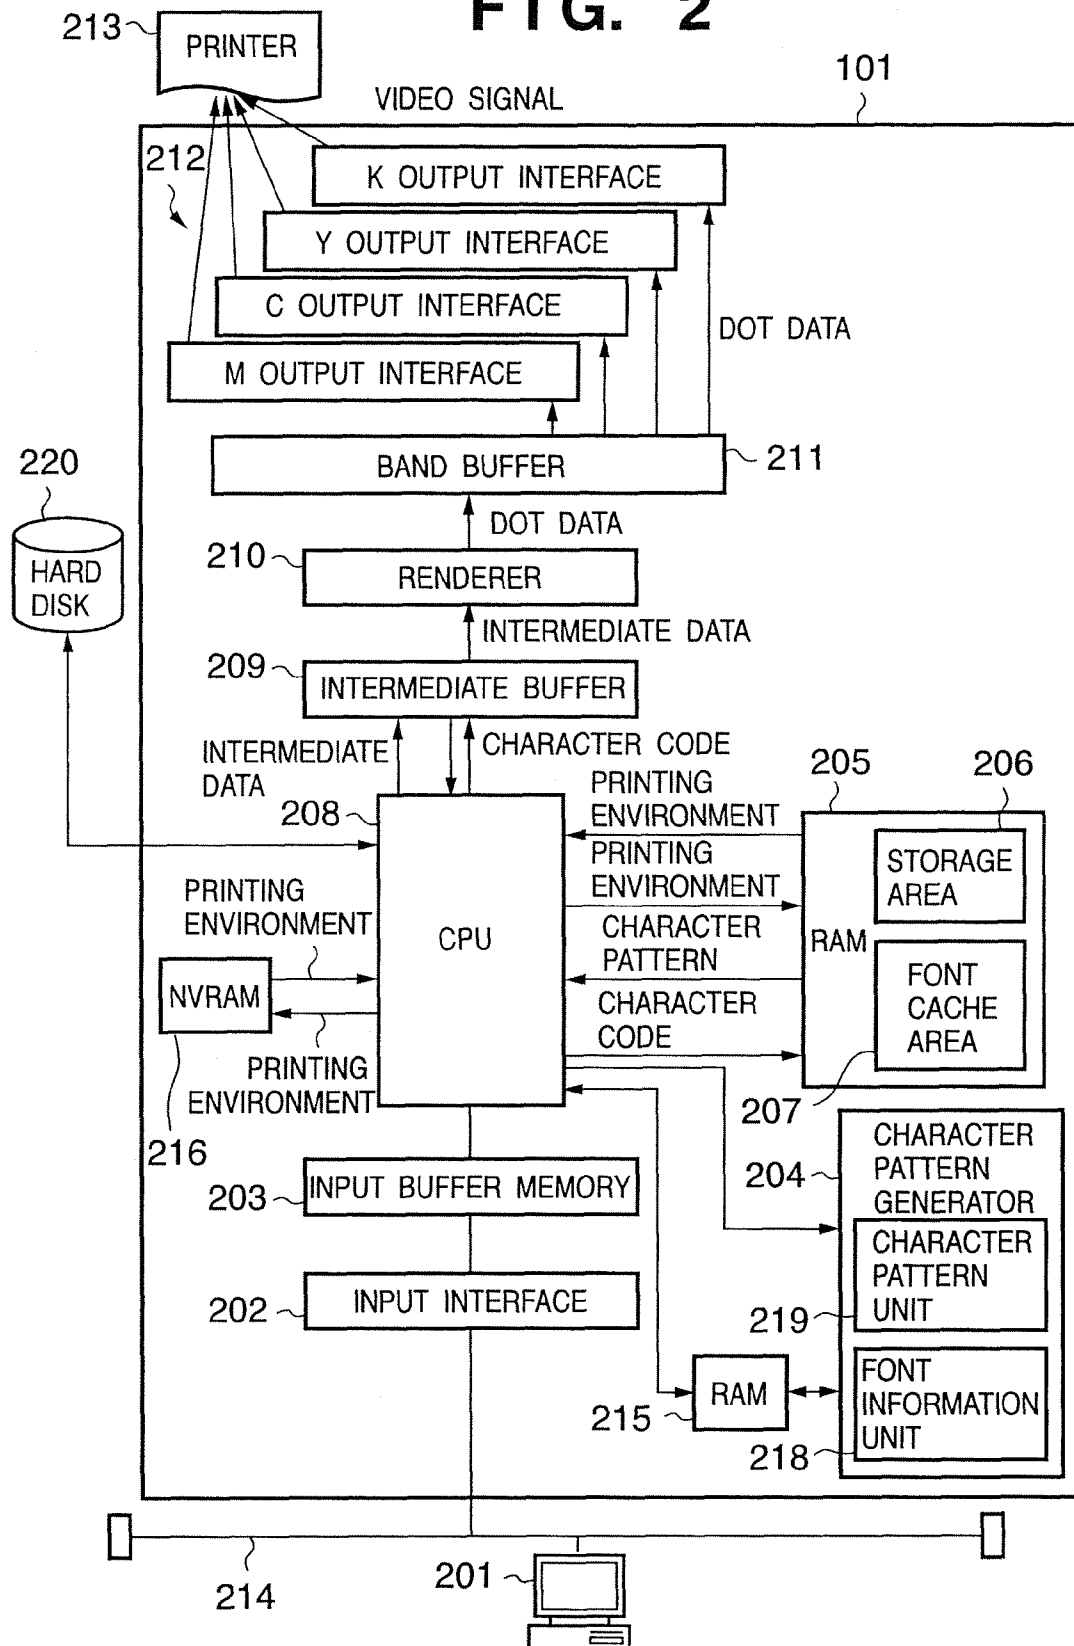 FIG. 2
213
PRINTER
VIDEO SIGNAL
101
212
K OUTPUT INTERFACE
Y OUTPUT INTERFACE
C OUTPUT INTERFACE
M OUTPUT INTERFACE
DOT DATA
BAND BUFFER
211
220
HARD
DISK
DOT DATA
210
RENDERER
INTERMEDIATE DATA
209
INTERMEDIATE BUFFER
INTERMEDIATE
DATA
CHARACTER CODE
208
CPU
PRINTING
ENVIRONMENT
PRINTING
ENVIRONMENT
CHARACTER
PATTERN
CHARACTER
CODE
205
206
RAM
STORAGE
AREA
FONT
CACHE
AREA
207
PRINTING
ENVIRONMENT
NVRAM
PRINTING
ENVIRONMENT
216
203
INPUT BUFFER MEMORY
202
INPUT INTERFACE
204
CHARACTER
PATTERN
GENERATOR
CHARACTER
PATTERN
UNIT
219
RAM
215
FONT
INFORMATION
UNIT
218
214
201